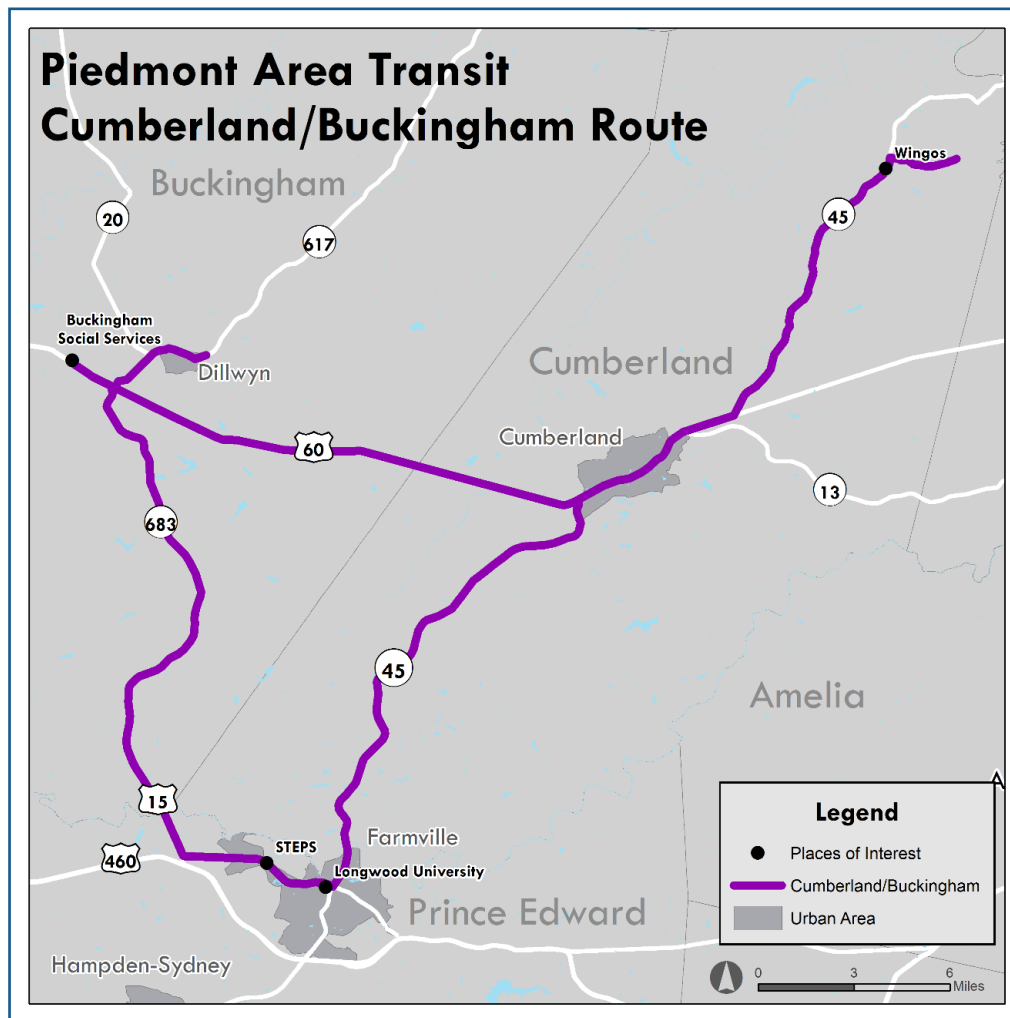 Piedmont Area Transit
Cumberland/Buckingham Route
Wingos
Buckingham
20
45
617
Buckingham
Social Services
Dillwyn
Cumberland
Cumberland
60
13
683
45
Amelia
15
A
Legend
Places of Interest
Cumberland/Buckingham
Urban Area
460
STEPS
Farmville
Longwood University
Prince Edward
Hampden-Sydney
0 3 6
Miles